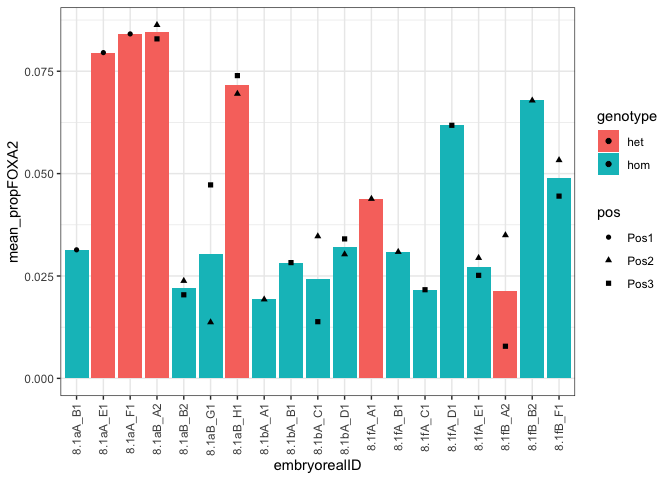 mean_propFOXA2
0.075
0.050
0.025
0.000
8.1aA_B1
8.1aA_E1
8.1aA_F1
8.1aB_A2
8.1aB_B2
8.1aB_G1
8.1aB_H1
8.1bA_A1
8.1bA_B1
8.1bA_C1
8.1bA_D1
8.1fA_A1
8.1fA_B1
8.1fA_C1
8.1fA_D1
8.1fA_E1
8.1fB_A2
8.1fB_B2
8.1fB_F1
embryorealID
genotype
het
hom
pos
Pos1
Pos2
Pos3